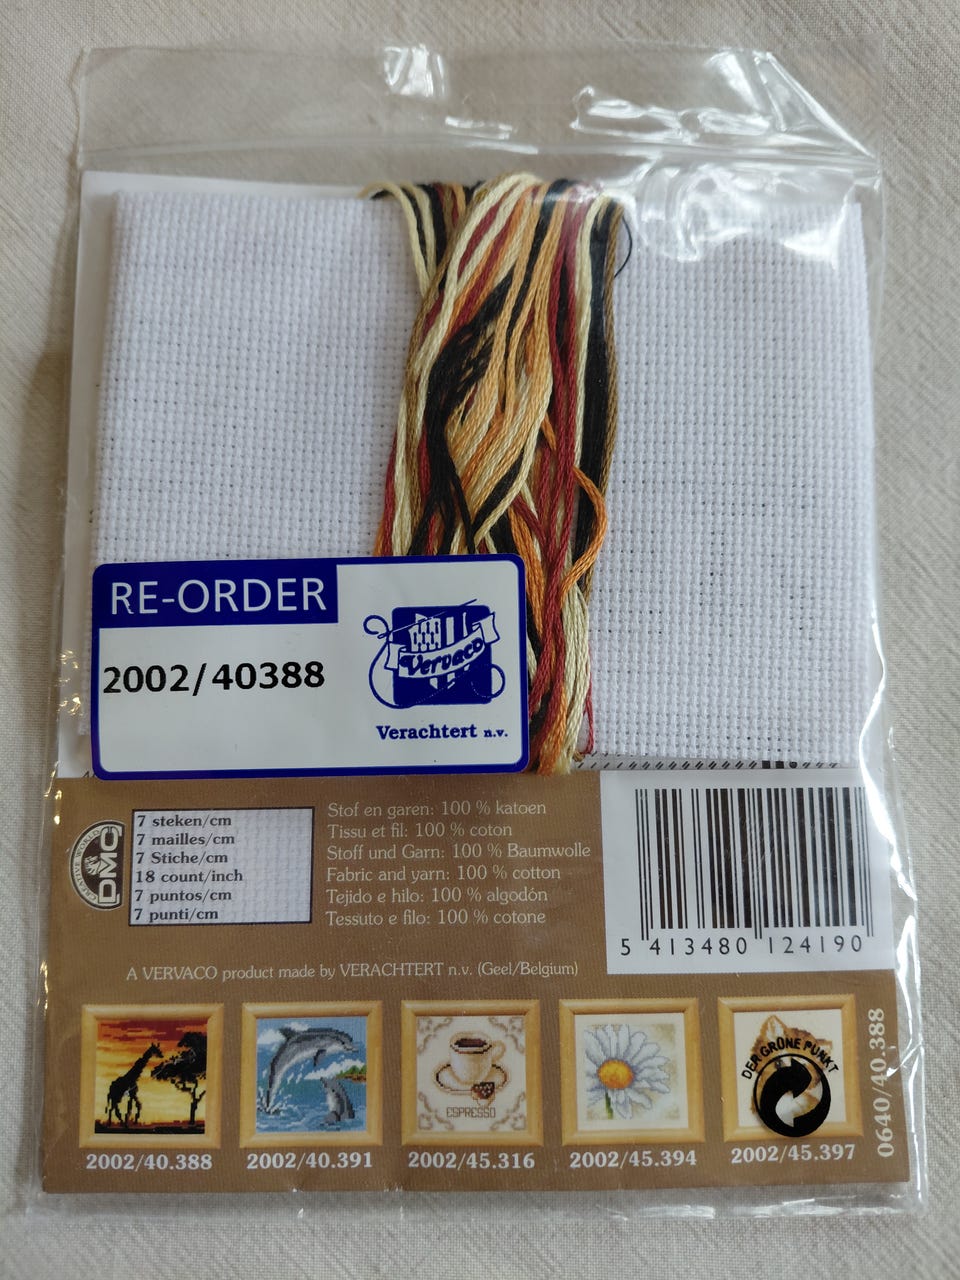 RE-ORDER
2002/40388
Vervaco
Verachtert n.v.
CREATIVE WORLD
DMC
7 steken/cm
7 mailles/cm
7 Stiche/cm
18 count/inch
7 puntos/cm
7 punti/cm
Stof en garen: 100 % katoen
Tissu et fil: 100 % coton
Stoff und Garn: 100 % Baumwolle
Fabric and yarn: 100 % cotton
Tejido e hilo: 100 % algodón
Tessuto e filo: 100 % cotone
5 413480 124190
A VERVACO product made by VERACHTERT n.v. (Geel/Belgium)
ESPRESSO
DER GRÜNE PUNKT
2002/40.388
2002/40.391
2002/45.316
2002/45.394
2002/45.397
0640/40.388